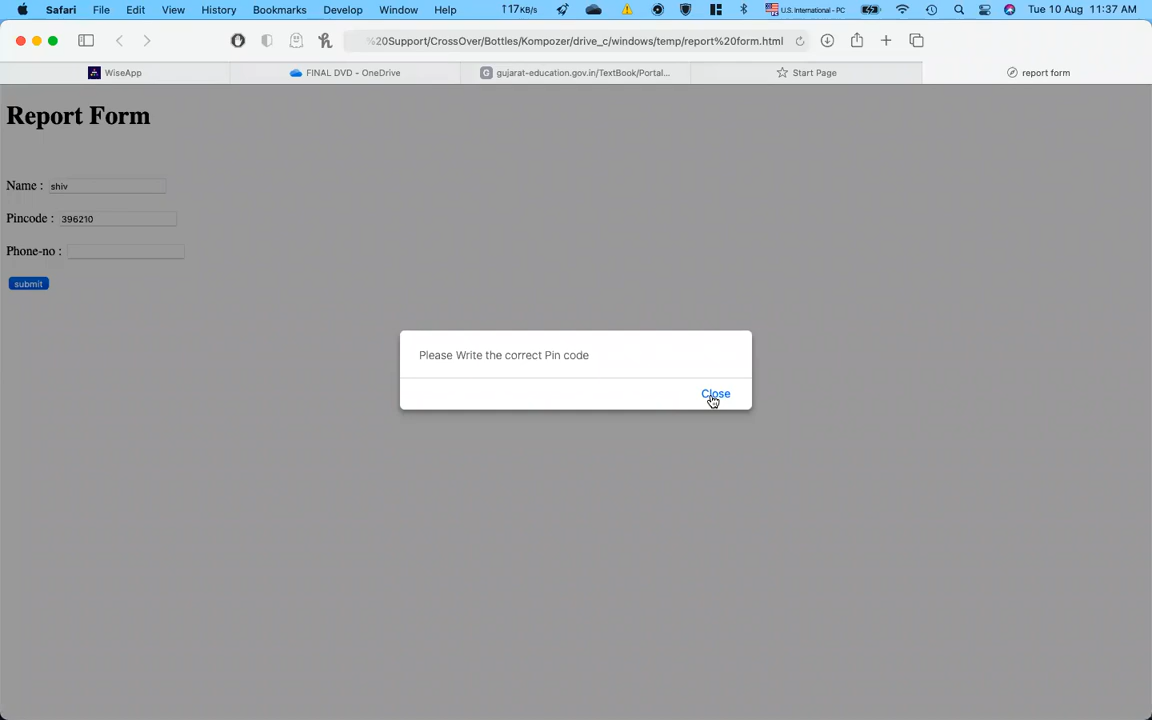 Safari File Edit View History Bookmarks Develop Window Help 117 KB/s U.S. International - PC Tue 10 Aug 11:37 AM
%20Support/CrossOver/Bottles/Kompozer/drive_c/windows/temp/report%20form.html
WiseApp FINAL DVD - OneDrive G gujarat-education.gov.in/TextBook/Portal... Start Page report form
Report Form
Name : shiv
Pincode : 396210
Phone-no :
submit
Please Write the correct Pin code
Close